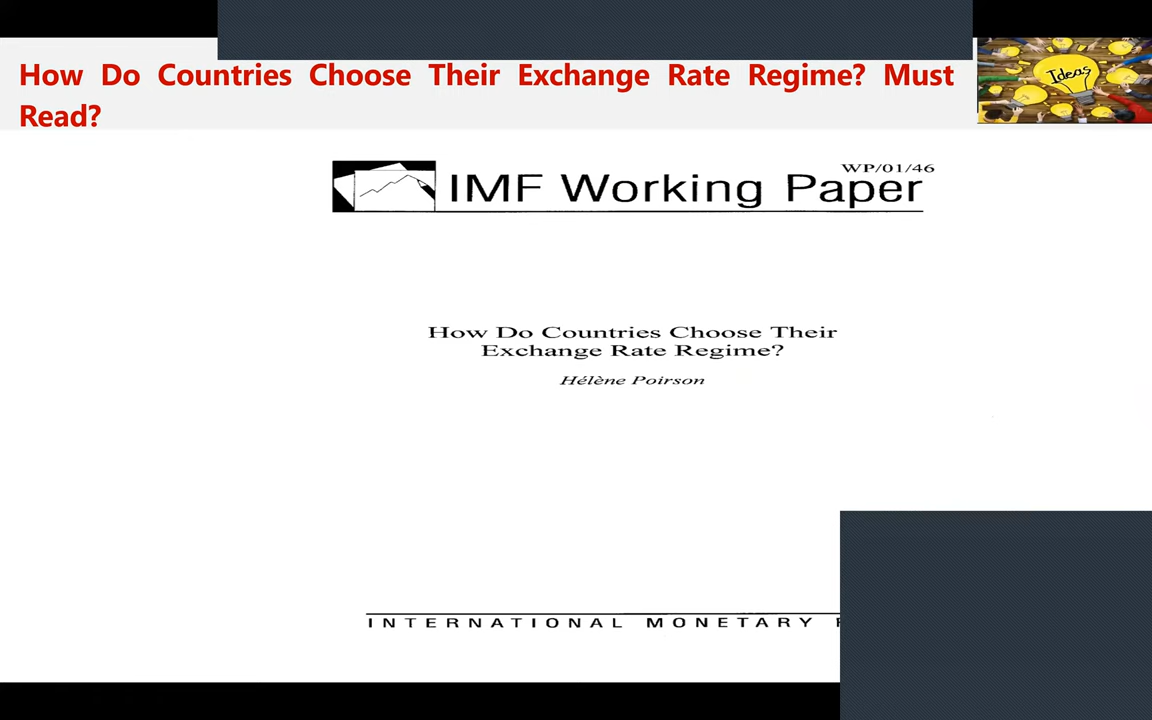 How Do Countries Choose Their Exchange Rate Regime? Must
Read?
Ideas
WP/01/46
IMF Working Paper
How Do Countries Choose Their
Exchange Rate Regime?
Hélène Poirson
INTERNATIONAL MONETARY